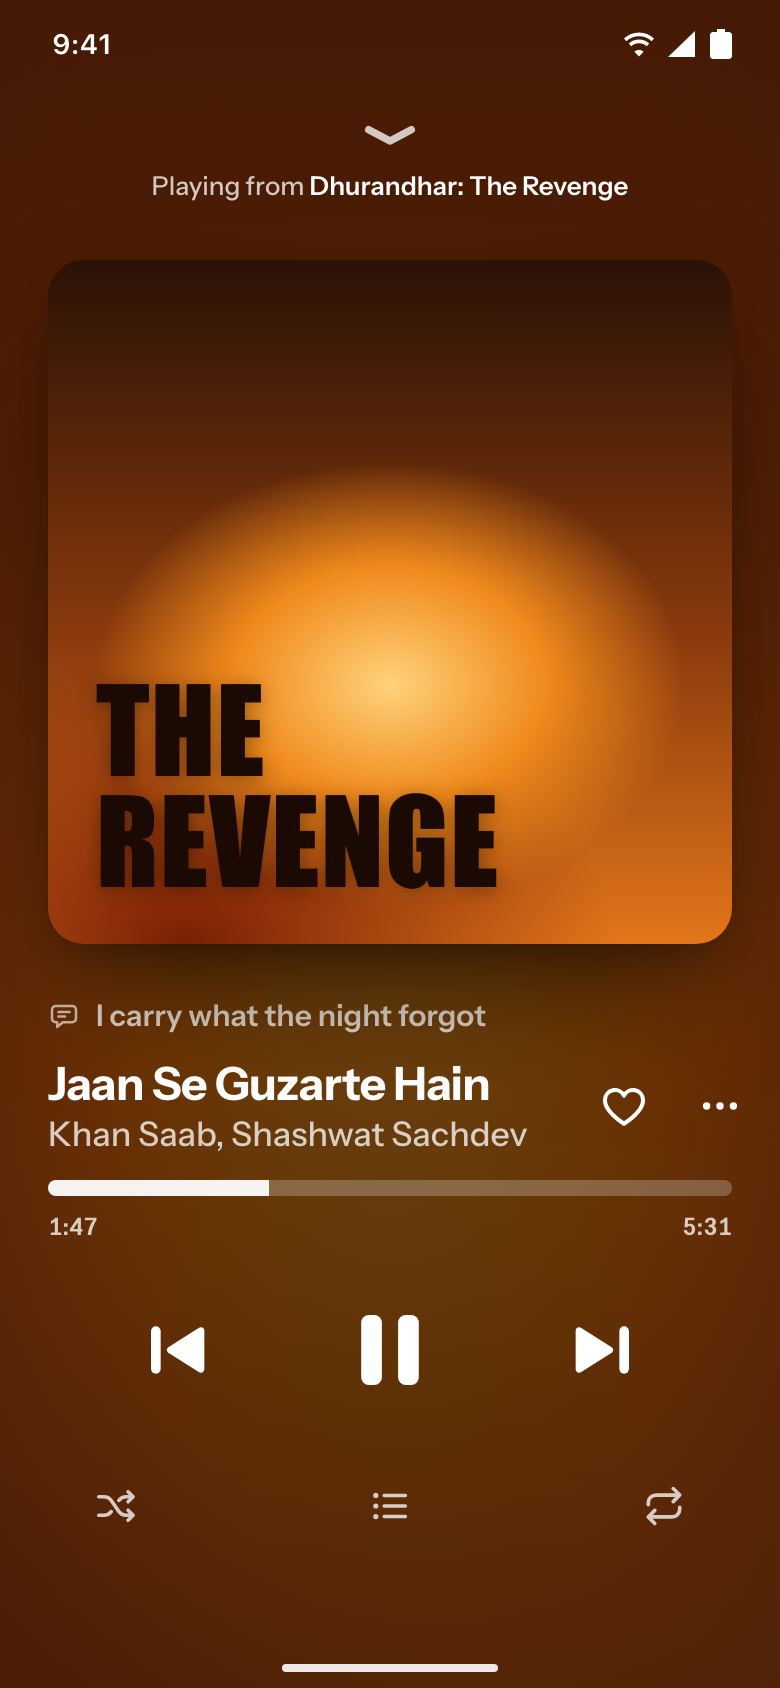 9:41
Playing from Dhurandhar: The Revenge
THE
REVENGE
I carry what the night forgot
Jaan Se Guzarte Hain
Khan Saab, Shashwat Sachdev
1:47
5:31